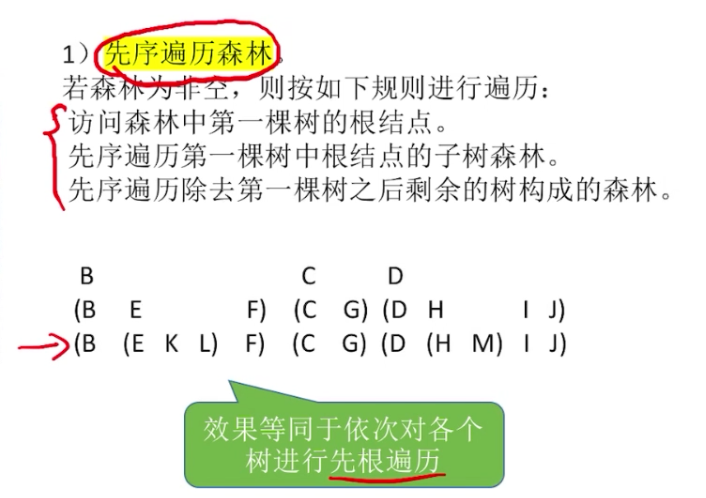 1）先序遍历森林。
若森林为非空，则按如下规则进行遍历：
访问森林中第一棵树的根结点。
先序遍历第一棵树中根结点的子树森林。
先序遍历除去第一棵树之后剩余的树构成的森林。
B C D
(B E F) (C G) (D H I J)
(B (E K L) F) (C G) (D (H M) I J)
效果等同于依次对各个
树进行先根遍历